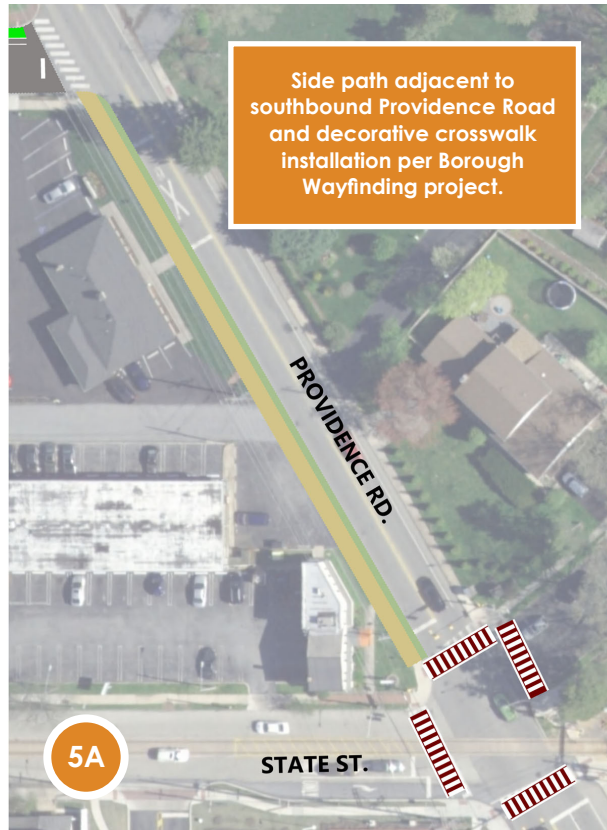 Side path adjacent to
southbound Providence Road
and decorative crosswalk
installation per Borough
Wayfinding project.
PROVIDENCE RD.
STATE ST.
5A